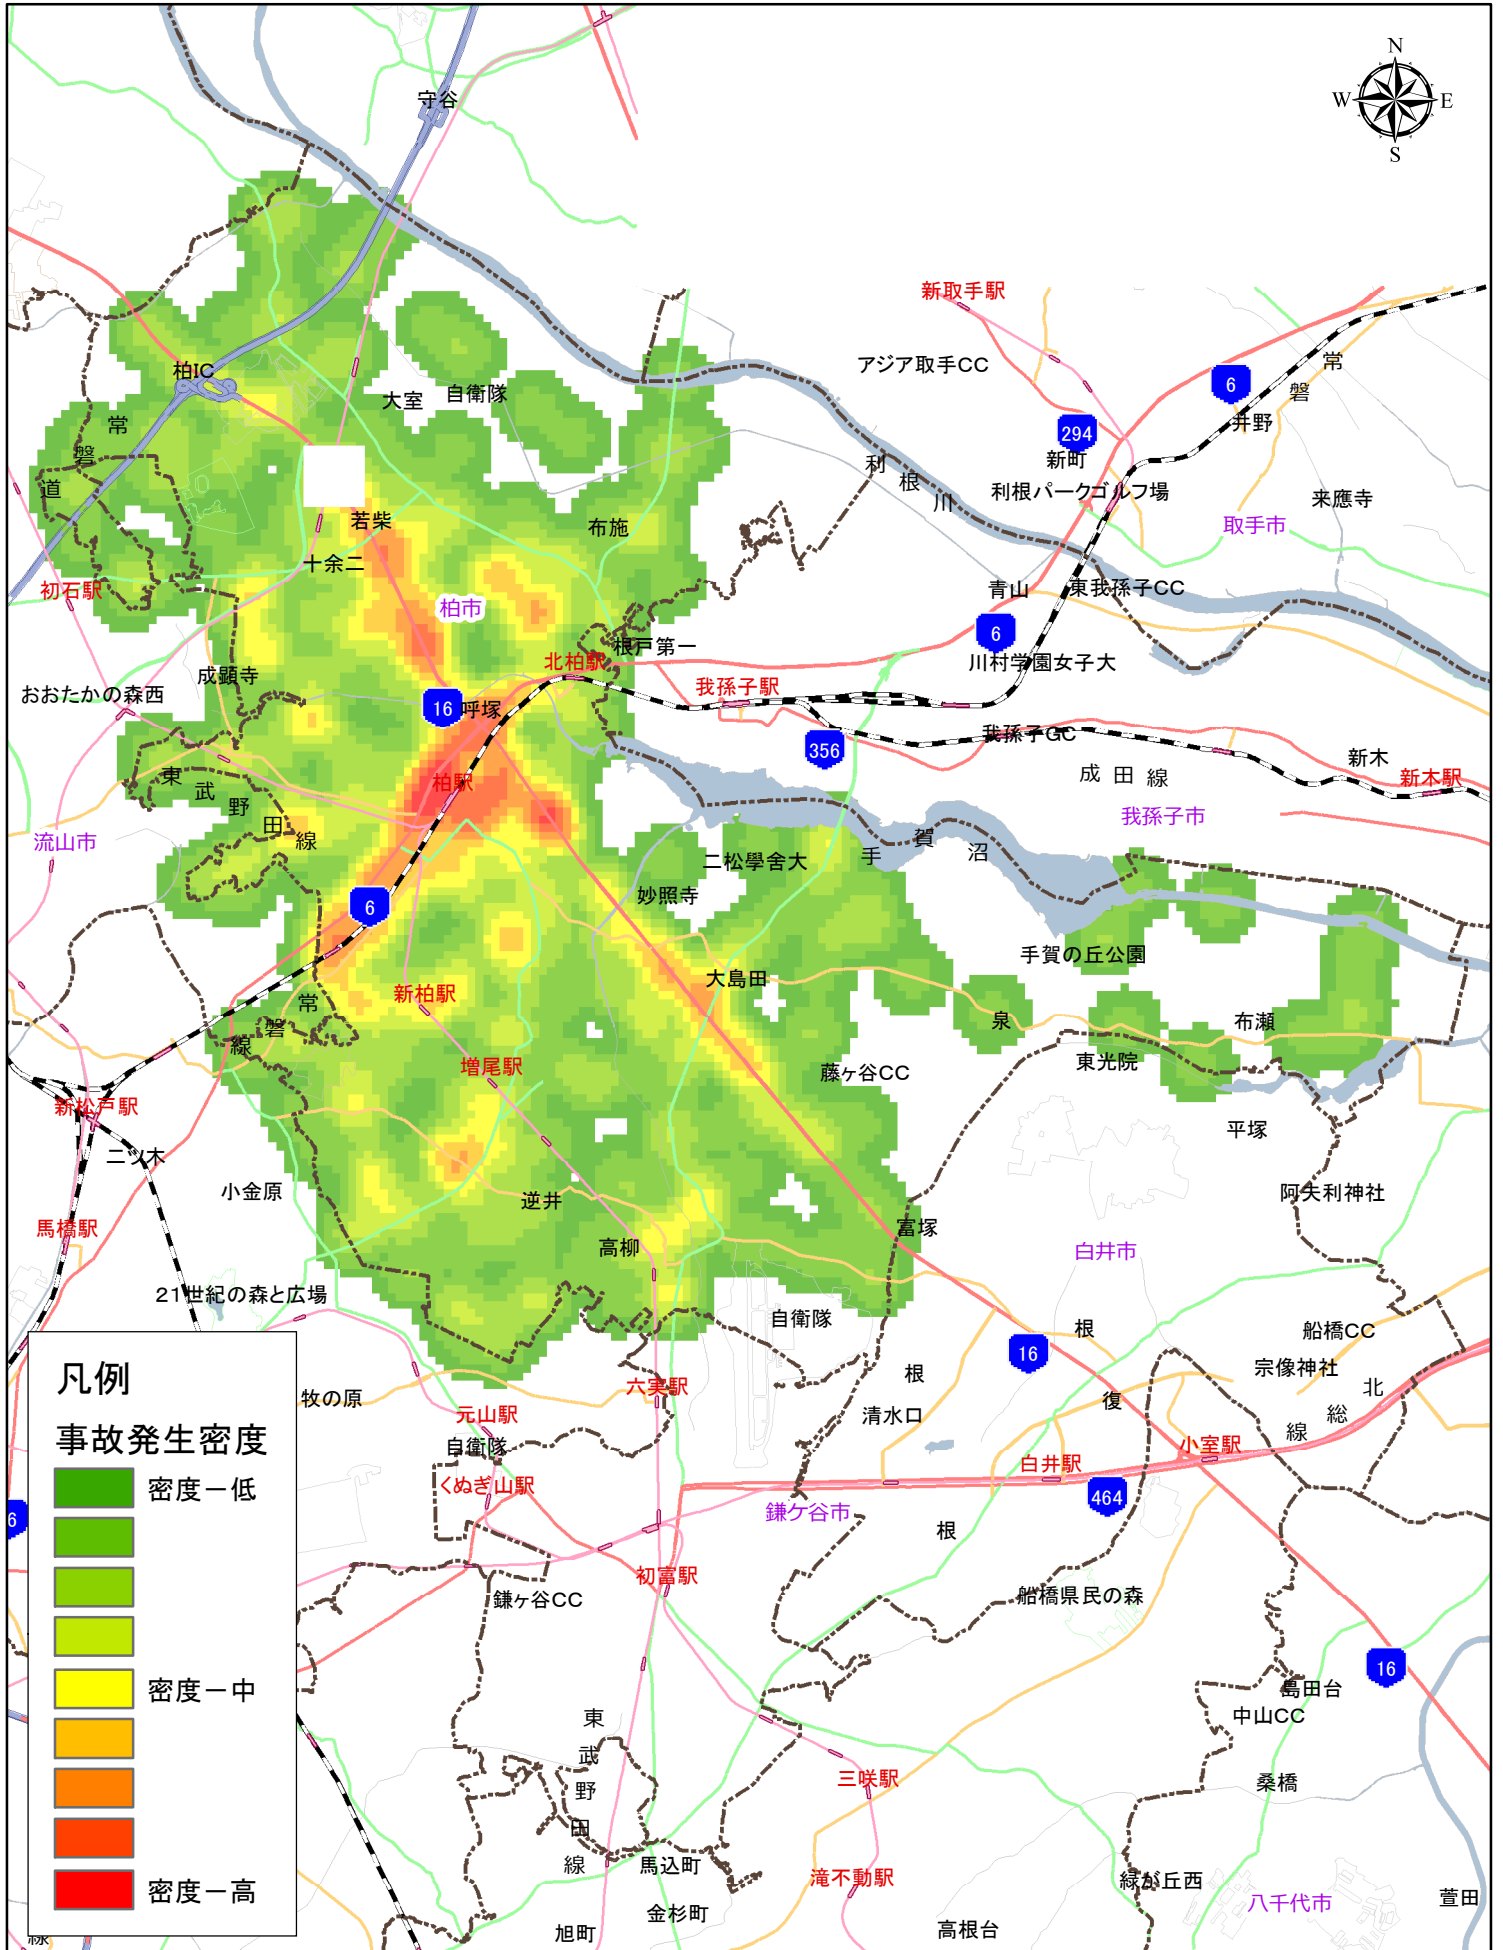 N
W
E
S
守谷
新取手駅
アジア取手CC
常
磐
6
井野
294
新町
利根パークゴルフ場
来應寺
取手市
柏IC
大室
自衛隊
常
磐
道
利
根
川
若柴
布施
十余二
初石駅
柏市
青山
東我孫子CC
6
川村学園女子大
根戸第一
北柏駅
成顕寺
おおたかの森西
我孫子駅
16
呼塚
356
我孫子GC
新木
新木駅
成
田
線
我孫子市
東
武
野
田
線
柏駅
流山市
手
賀
沼
二松學舎大
妙照寺
6
手賀の丘公園
大島田
新柏駅
常
磐
線
泉
布瀬
東光院
増尾駅
藤ヶ谷CC
新松戸駅
二ツ木
平塚
小金原
逆井
阿夫利神社
馬橋駅
高柳
富塚
白井市
21世紀の森と広場
自衛隊
根
16
船橋CC
宗像神社
北
総
線
凡例
事故発生密度
密度－低
密度－中
密度－高
牧の原
六実駅
元山駅
自衛隊
くぬぎ山駅
根
清水口
復
小室駅
白井駅
464
鎌ケ谷市
根
6
初富駅
鎌ヶ谷CC
船橋県民の森
16
島田台
中山CC
東
武
野
田
線
三咲駅
桑橋
馬込町
滝不動駅
緑が丘西
八千代市
萱田
金杉町
旭町
高根台
線